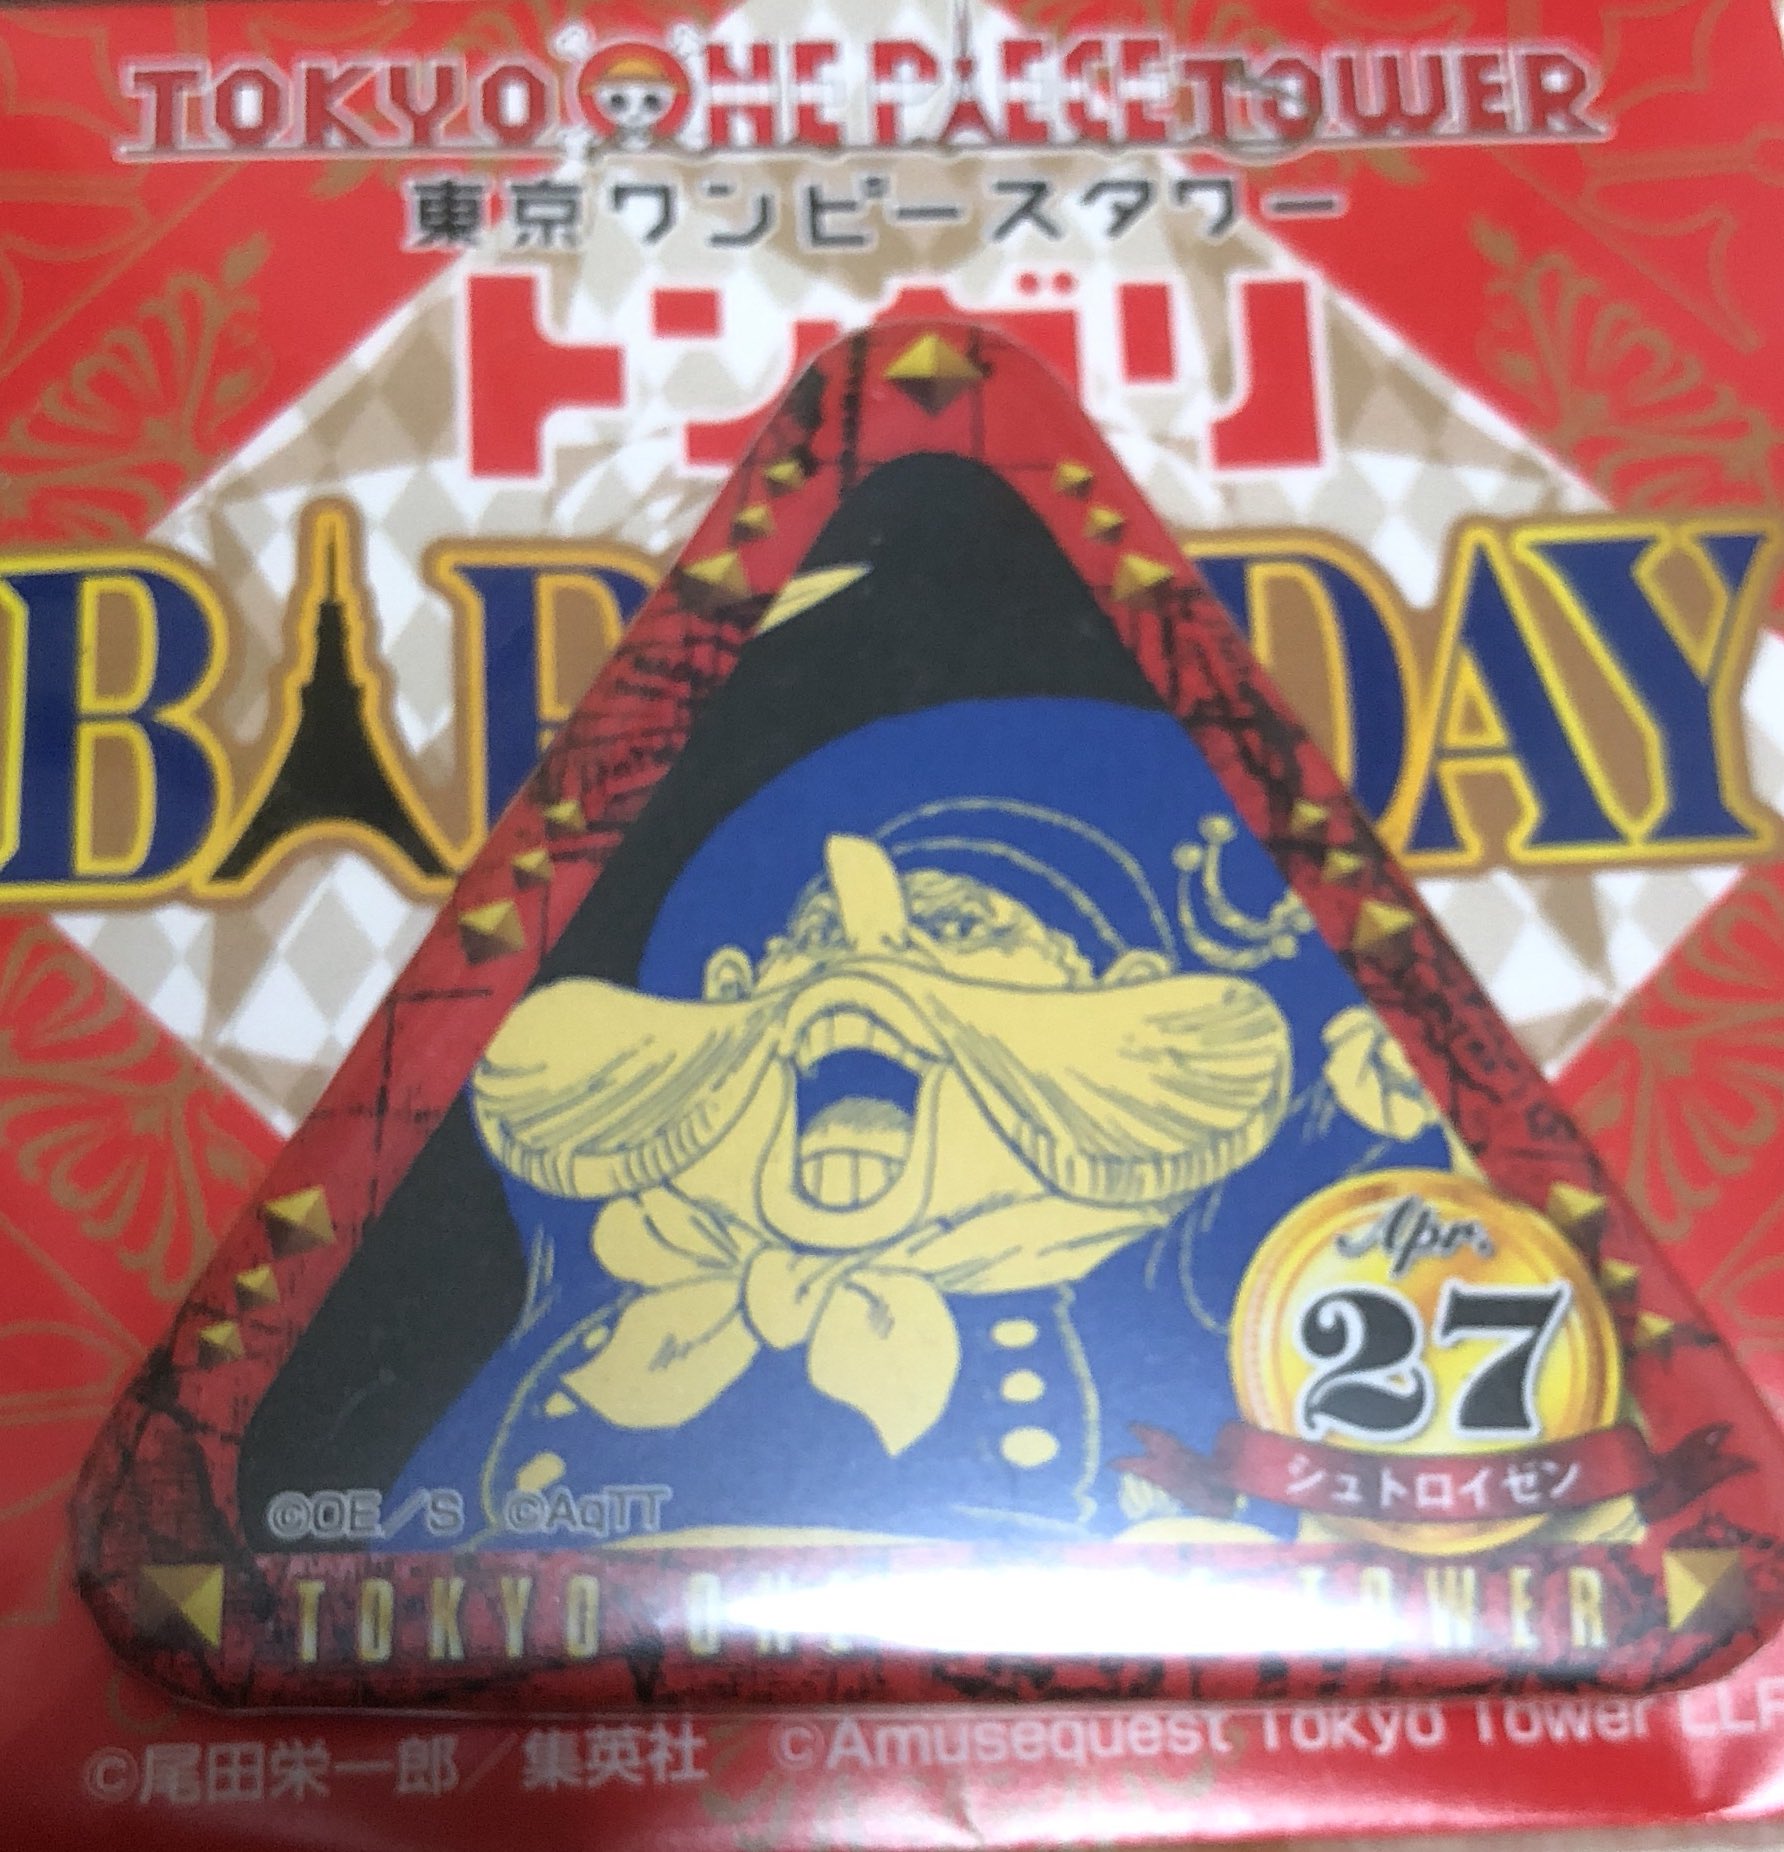 TOKYO ONE PIECE TOWER
東京ワンピースタワー
トンガリ
DAY
Apr.
27
シュトロイゼン
©OE/S ©AqTT
TOKYO TOWER
©尾田栄一郎/集英社 ©Amusequest Tokyo Tower LLP